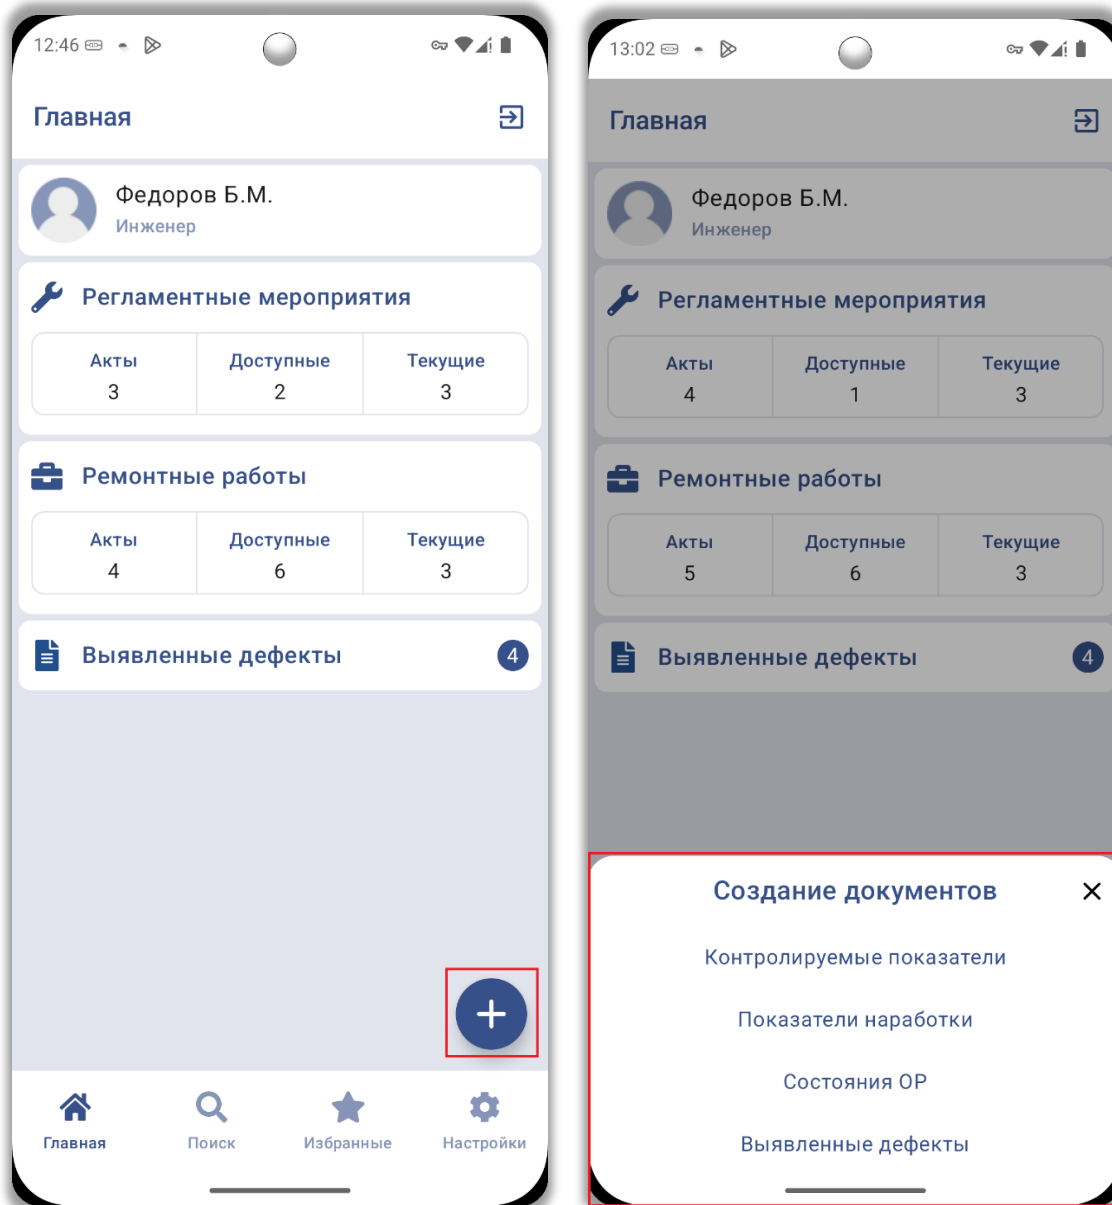 12:46
Главная
Федоров Б.М.
Инженер
Регламентные мероприятия
Акты Доступные Текущие
3 2 3
Ремонтные работы
Акты Доступные Текущие
4 6 3
Выявленные дефекты 4
Главная Поиск Избранные Настройки
13:02
Главная
Федоров Б.М.
Инженер
Регламентные мероприятия
Акты Доступные Текущие
4 1 3
Ремонтные работы
Акты Доступные Текущие
5 6 3
Выявленные дефекты 4
Создание документов
Контролируемые показатели
Показатели наработки
Состояния ОР
Выявленные дефекты